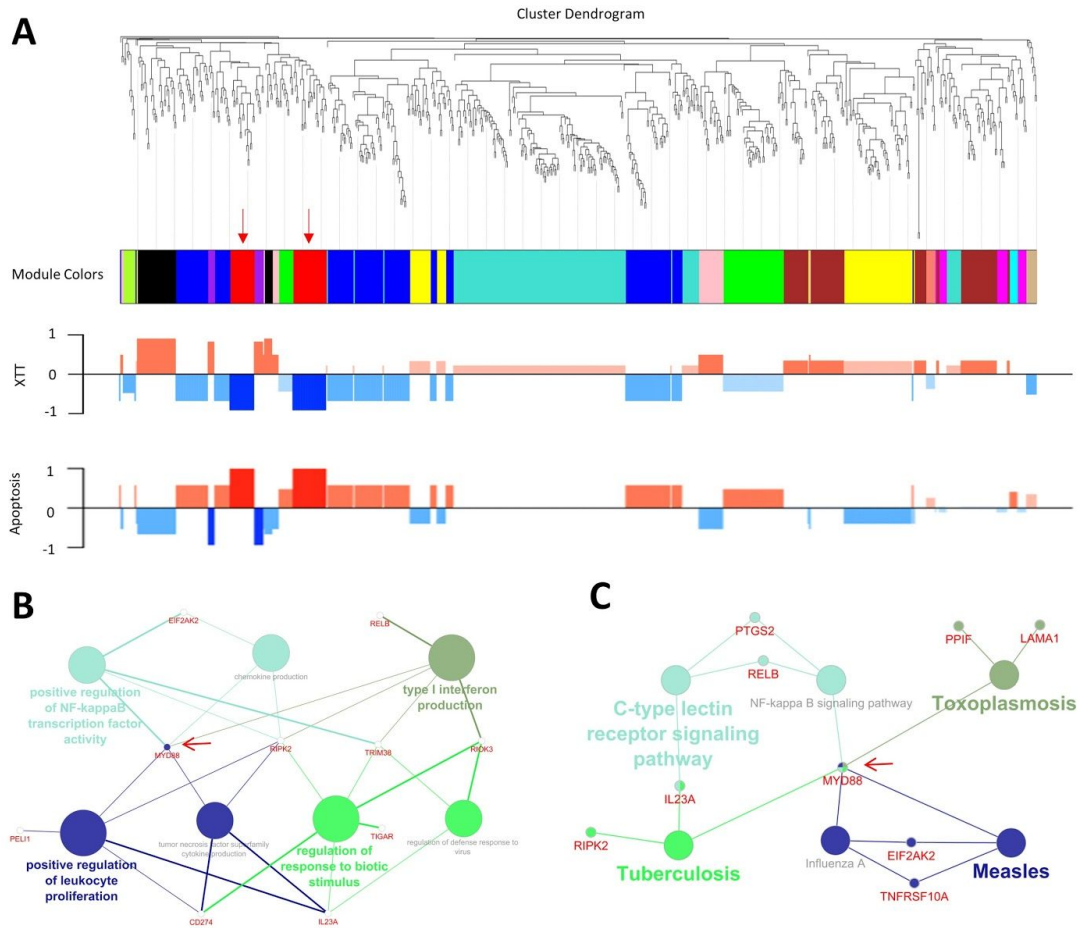 Cluster Dendrogram
A
Module Colors
1
0
-1
XTT
1
0
-1
Apoptosis
B
EIF2AK2
RELB
chemokine production
positive regulation
of NF-kappaB
transcription factor
activity
type I interferon
production
MYD88
RIPK2
TRIM38
RIOK3
PELI1
tumor necrosis factor superfamily
cytokine production
TIGAR
regulation of defense response to
virus
positive regulation
of leukocyte
proliferation
regulation of
response to biotic
stimulus
CD274
IL23A
C
PTGS2
PPIF
LAMA1
RELB
NF-kappa B signaling pathway
Toxoplasmosis
C-type lectin
receptor signaling
pathway
MYD88
IL23A
RIPK2
Tuberculosis
Influenza A
EIF2AK2
Measles
TNFRSF10A